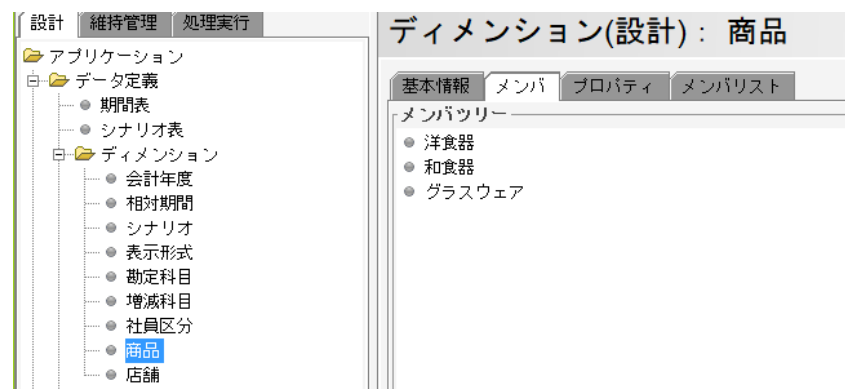 設計 維持管理 処理実行
アプリケーション
データ定義
期間表
シナリオ表
ディメンション
会計年度
相対期間
シナリオ
表示形式
勘定科目
増減科目
社員区分
商品
店舗
ディメンション(設計): 商品
基本情報 メンバ プロパティ メンバリスト
メンバツリー
洋食器
和食器
グラスウェア